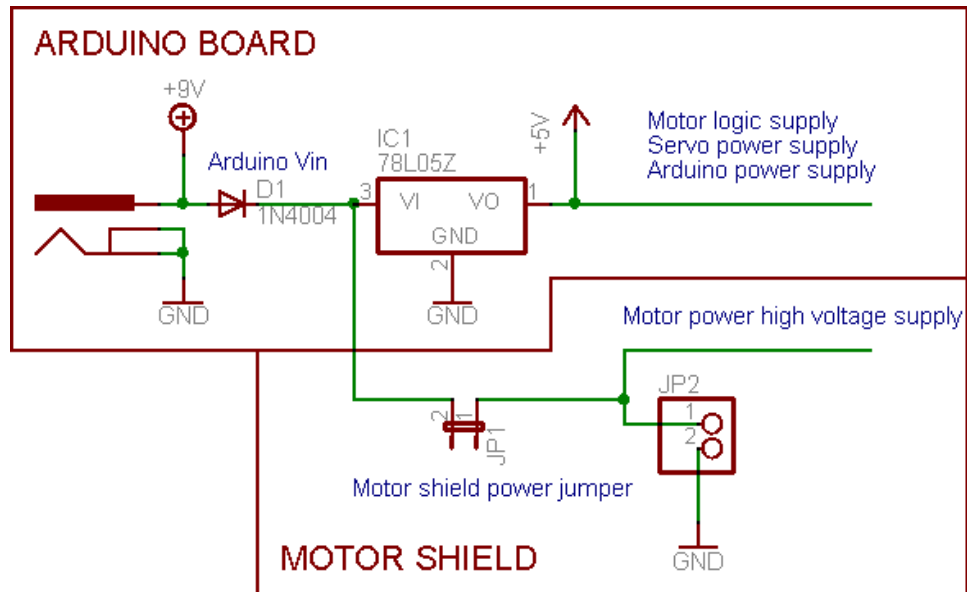 ARDUINO BOARD
+9V
Arduino Vin
D1
1N4004
IC1
78L05Z
3
VI
VO
1
GND
2
GND
GND
+5V
Motor logic supply
Servo power supply
Arduino power supply
Motor power high voltage supply
2
1
JP1
JP2
1
2
Motor shield power jumper
GND
MOTOR SHIELD